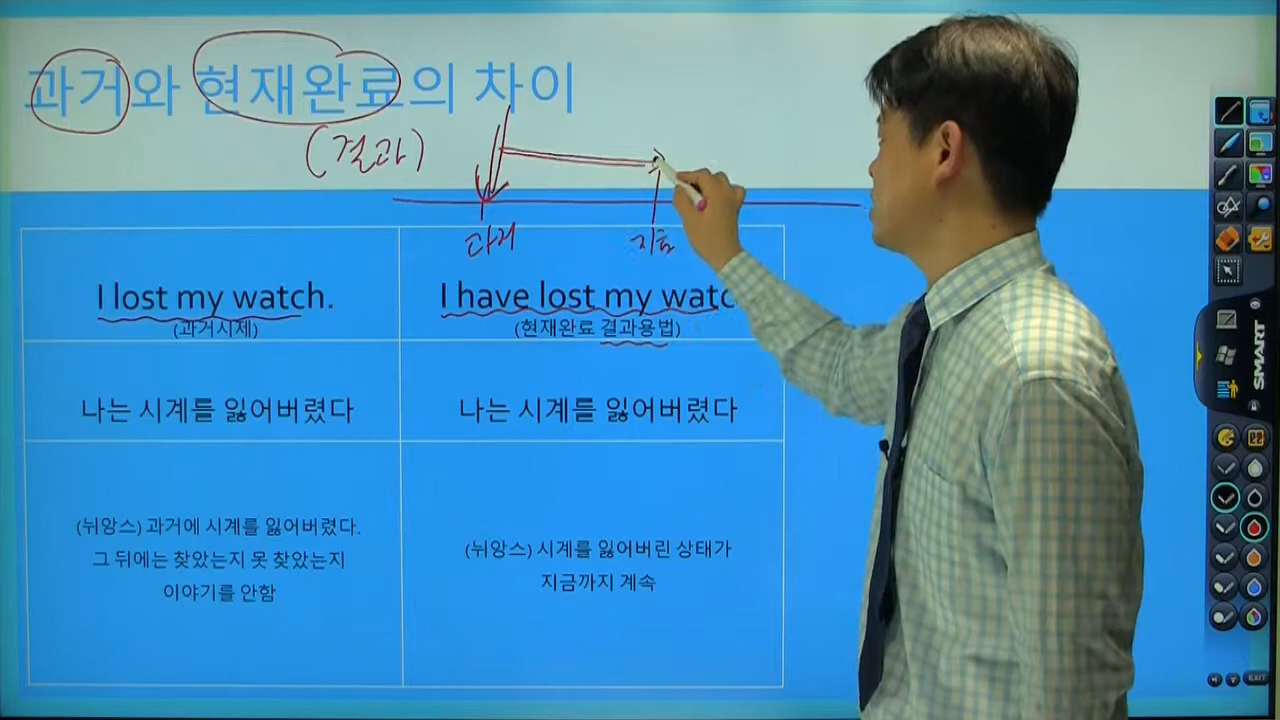 과거와 현재완료의 차이
(결과)
과거
지금
I lost my watch.
(과거시제)
I have lost my watc
(현재완료 결과용법)
나는 시계를 잃어버렸다
나는 시계를 잃어버렸다
(뉘앙스) 과거에 시계를 잃어버렸다.
그 뒤에는 찾았는지 못 찾았는지
이야기를 안함
(뉘앙스) 시계를 잃어버린 상태가
지금까지 계속
SMART
EXIT